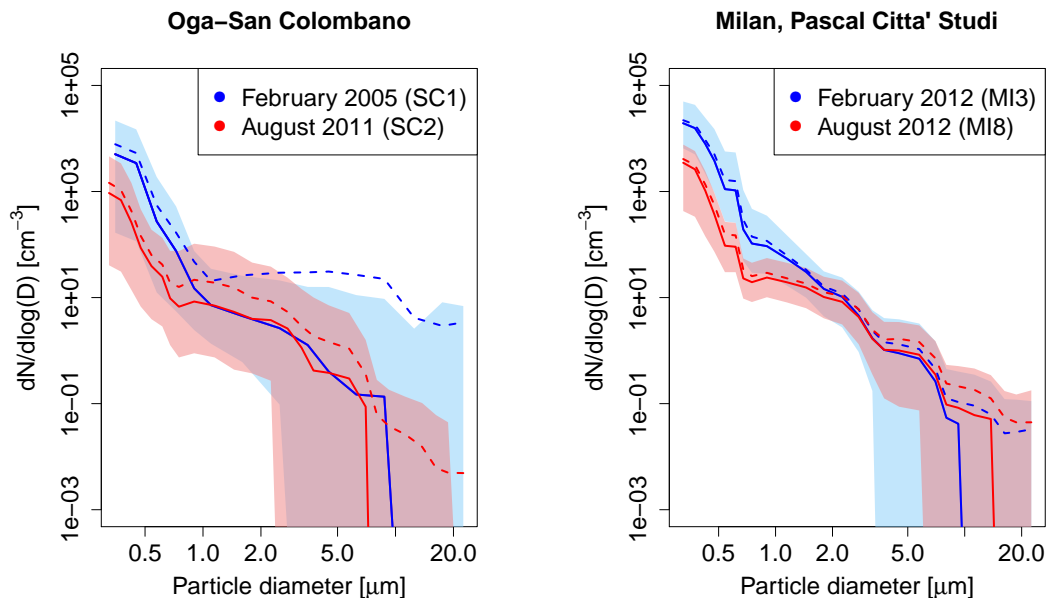 Oga−San Colombano
dN/dlog(D) [cm−3]
1e+05
1e+03
1e+01
1e−01
1e−03
February 2005 (SC1)
August 2011 (SC2)
0.5 1.0 2.0 5.0 20.0
Particle diameter [μm]
Milan, Pascal Citta' Studi
dN/dlog(D) [cm−3]
1e+05
1e+03
1e+01
1e−01
1e−03
February 2012 (MI3)
August 2012 (MI8)
0.5 1.0 2.0 5.0 20.0
Particle diameter [μm]